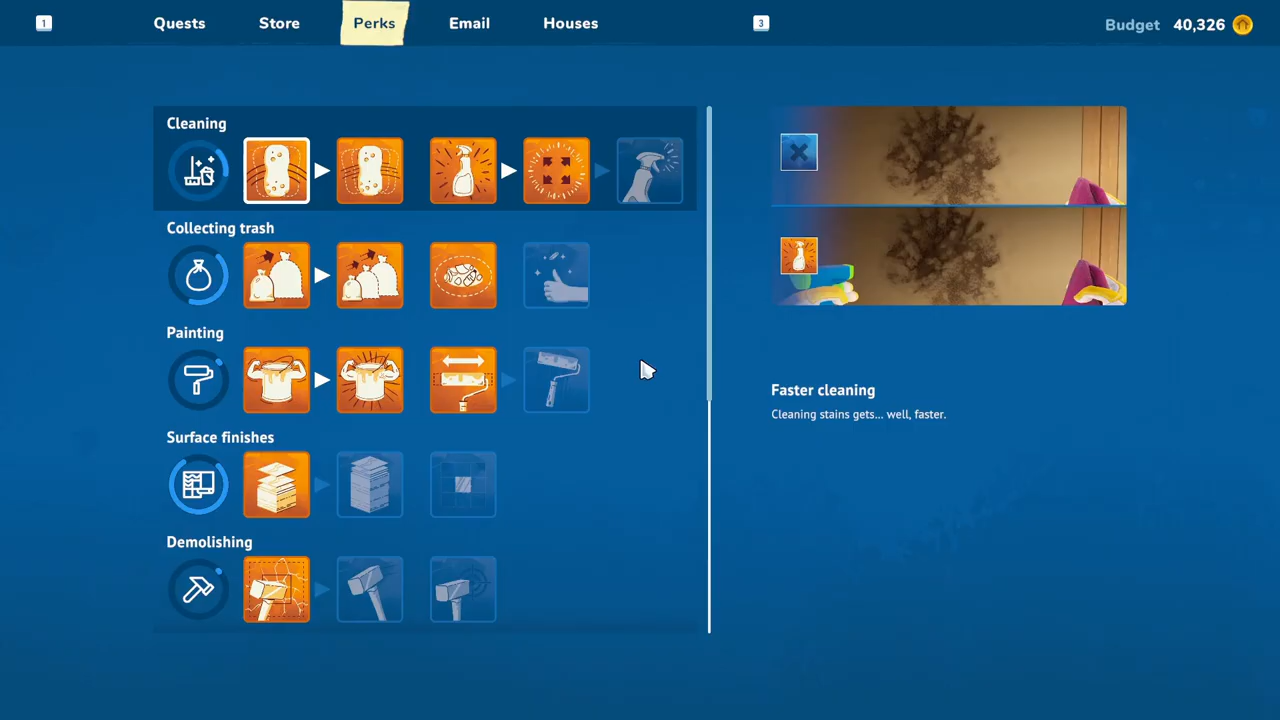 1
Quests
Store
Perks
Email
Houses
3
Budget 40,326
Cleaning
Collecting trash
Painting
Surface finishes
Demolishing
Faster cleaning
Cleaning stains gets... well, faster.